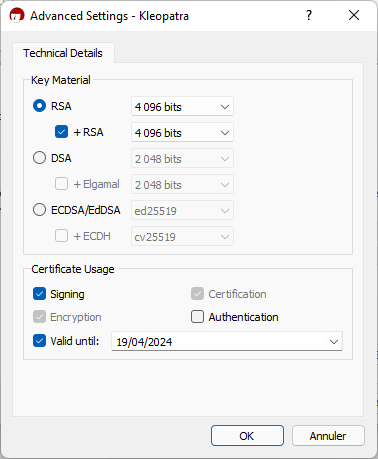 Advanced Settings - Kleopatra ?
Technical Details
Key Material
RSA 4 096 bits
+ RSA 4 096 bits
DSA 2 048 bits
+ Elgamal 2 048 bits
ECDSA/EdDSA ed25519
+ ECDH cv25519
Certificate Usage
Signing Certification
Encryption Authentication
Valid until: 19/04/2024
OK Annuler